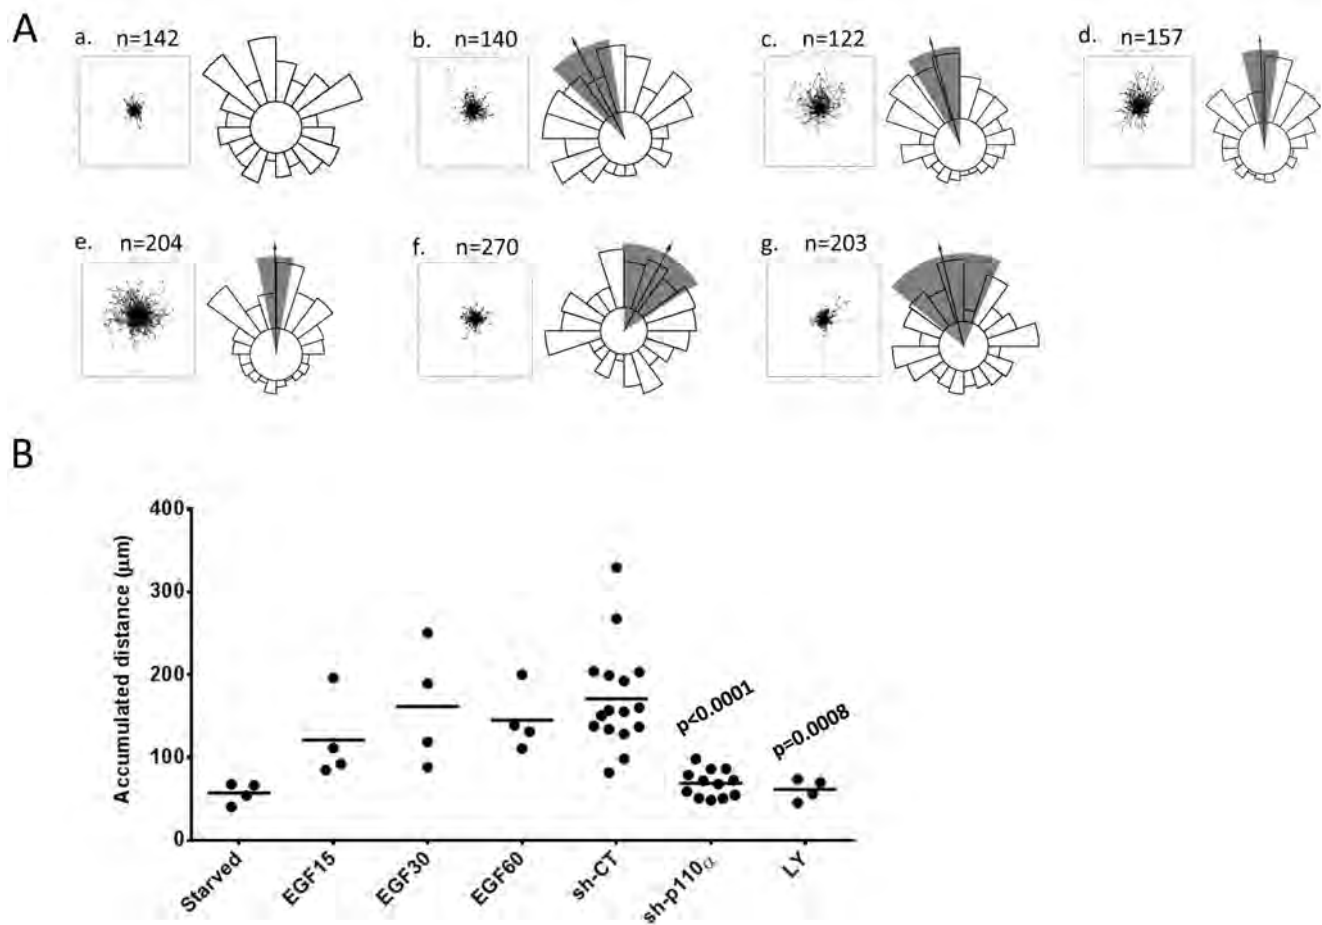 A
a. n=142
b. n=140
c. n=122
d. n=157
e. n=204
f. n=270
g. n=203
B
Accumulated distance (µm)
400
300
200
100
0
p<0.0001
p=0.0008
Starved
EGF15
EGF30
EGF60
sh-CT
sh-p110α
LY